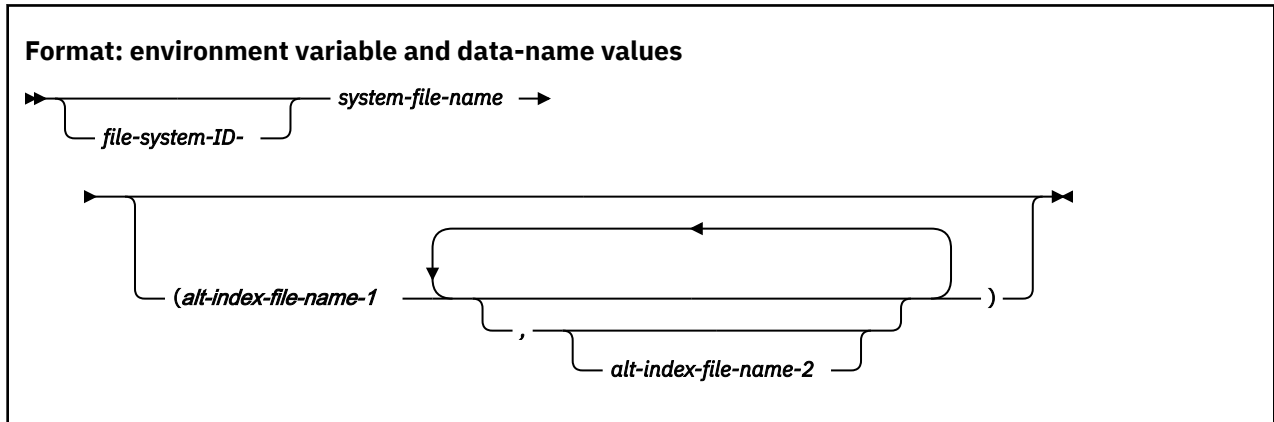 Format: environment variable and data-name values
system-file-name
file-system-ID-
(alt-index-file-name-1 )
,
alt-index-file-name-2